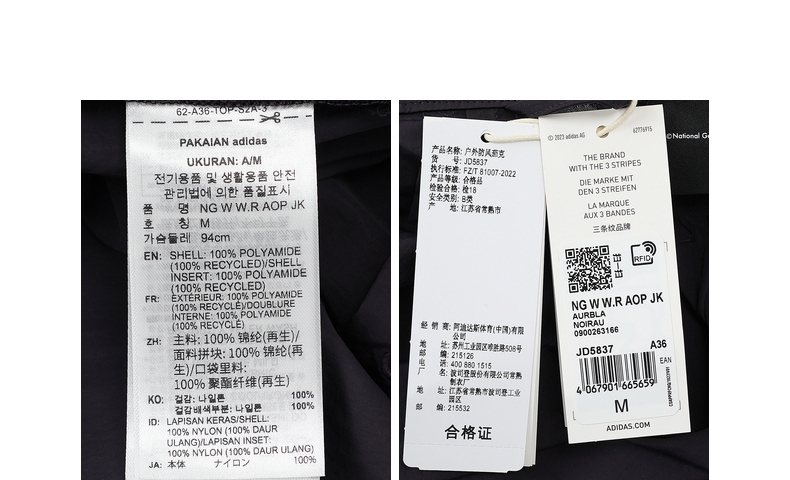 62-A36-TOP-S2A-3
PAKAIAN adidas
UKURAN: A/M
전기용품 및 생활용품 안전
관리법에 의한 품질표시
품 명 NG W W.R AOP JK
호 칭 M
가슴둘레 94cm
EN: SHELL: 100% POLYAMIDE
(100% RECYCLED)/SHELL
INSERT: 100% POLYAMIDE
(100% RECYCLED)
FR: EXTÉRIEUR: 100% POLYAMIDE
(100% RECYCLÉ)/DOUBLURE
INTERNE: 100% POLYAMIDE
(100% RECYCLÉ)
ZH: 主料: 100% 锦纶(再生)/
面料拼块: 100% 锦纶(再
生)/口袋里料:
100% 聚酯纤维(再生)
KO: 겉감: 나일론 100%
겉감배색부분: 나일론 100%
ID: LAPISAN KERAS/SHELL:
100% NYLON (100% DAUR
ULANG)/LAPISAN INSET:
100% NYLON (100% DAUR ULANG)
JA: 本体 ナイロン 100%
产品名称: 户外防风茄克
货 号: JD5837
执行标准: FZ/T 81007-2022
产品等级: 合格品
检验合格: 检18
安全类别: B类
产 地: 江苏省常熟市
经 销 商: 阿迪达斯体育(中国)有限
公司
地 址: 苏州工业园区唯胜路508号
邮 编: 215126
电 话: 400 880 1515
厂 名: 波司登股份有限公司常熟
制衣厂
地 址: 江苏省常熟市波司登工业
园区
邮 编: 215532
合格证
© 2023 adidas AG
62776915
THE BRAND
WITH THE 3 STRIPES
DIE MARKE MIT
DEN 3 STREIFEN
LA MARQUE
AUX 3 BANDES
三条纹品牌
RFID
NG W W.R AOP JK
AURBLA
NOIRAU
0900263166
JD5837 A36
EAN
4 067901 665659
M
ADIDAS.COM
©National Ge